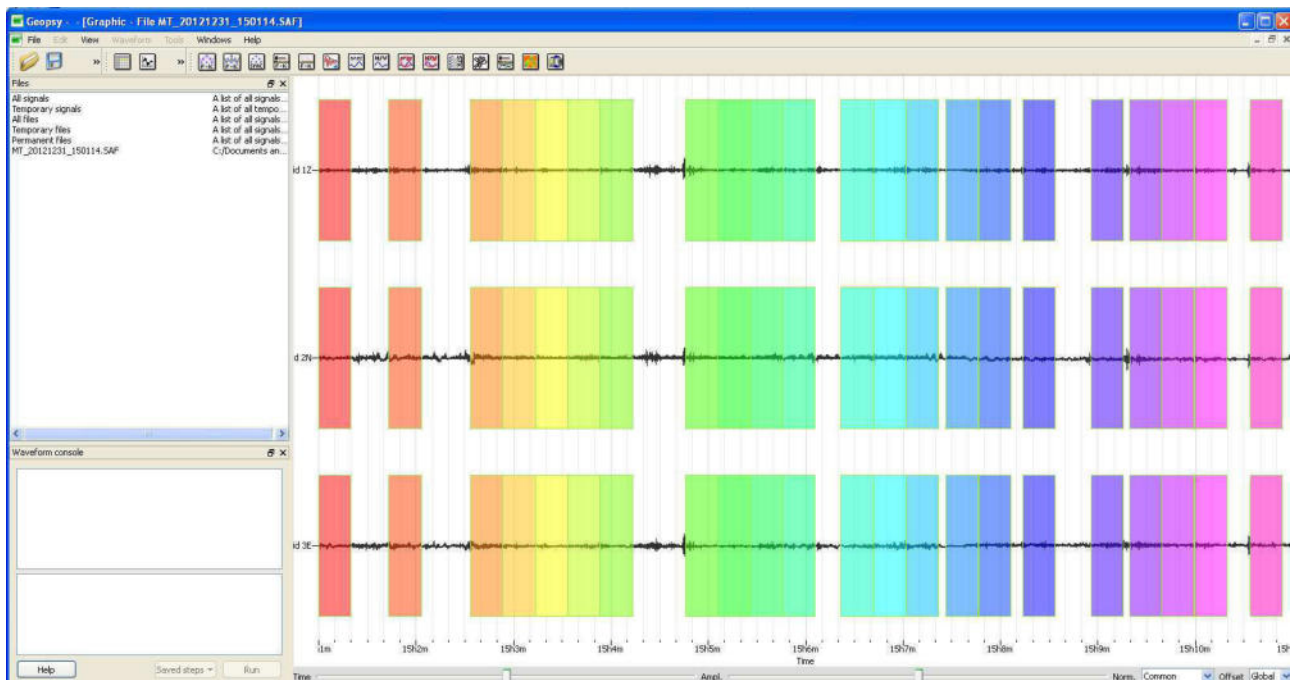 Geopsy - - [Graphic - File MT_20121231_150114.SAF]
File Edit View Waveform Tools Windows Help
Files
All signals A list of all signals...
Temporary signals A list of all tempo...
All files A list of all signals...
Temporary files A list of all signals...
Permanent files A list of all signals...
MT_20121231_150114.SAF C:/Documents an...
Waveform console
Help Saved steps Run
id 1Z
id 2N
id 3E
1m 15h2m 15h3m 15h4m 15h5m 15h6m 15h7m 15h8m 15h9m 15h10m 15h
Time
Time Ampl. Norm. Common Offset Global